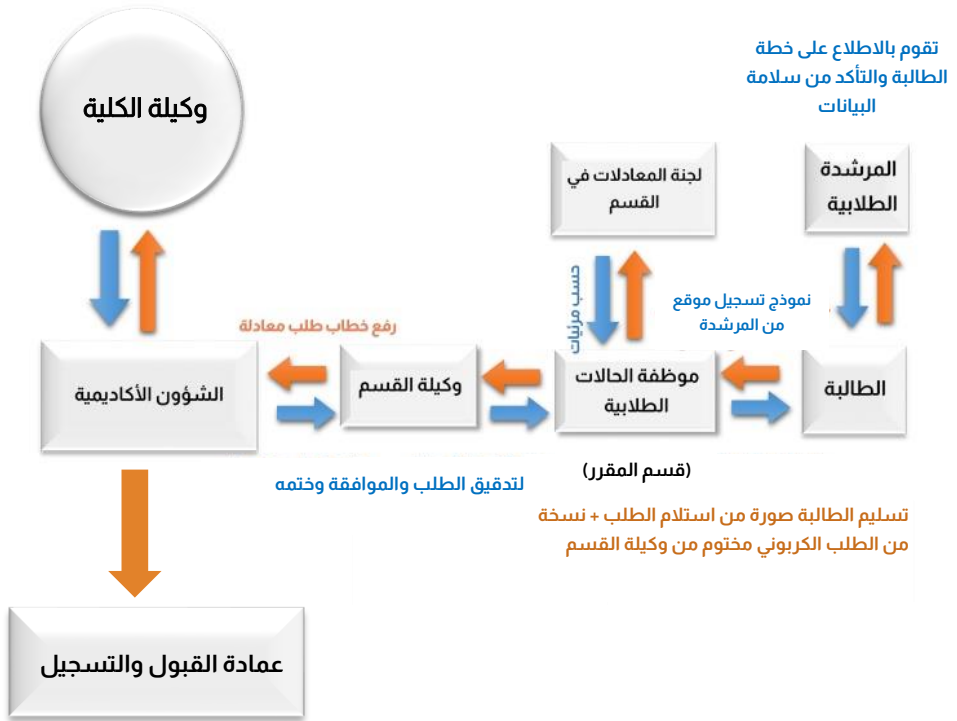 تقوم بالاطلاع على خطة
الطالبة والتأكد من سلامة
البيانات
وكيلة الكلية
المرشدة
الطلابية
لجنة المعادلات في
القسم
حسب مرئيات
نموذج تسجيل موقع
من المرشدة
رفع خطاب طلب معادلة
الطالبة
موظفة الحالات
الطلابية
وكيلة القسم
الشؤون الأكاديمية
(قسم المقرر)
لتدقيق الطلب والموافقة وختمه
تسليم الطالبة صورة من استلام الطلب + نسخة
من الطلب الكربوني مختوم من وكيلة القسم
عمادة القبول والتسجيل